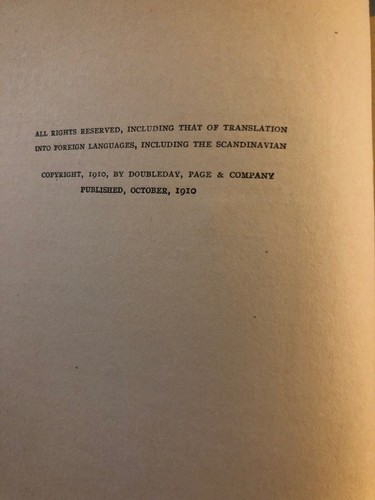 ALL RIGHTS RESERVED, INCLUDING THAT OF TRANSLATION
INTO FOREIGN LANGUAGES, INCLUDING THE SCANDINAVIAN
COPYRIGHT, 1910, BY DOUBLEDAY, PAGE & COMPANY
PUBLISHED, OCTOBER, 1910